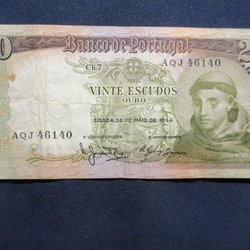 Banco de Portugal
Ch.7
AQJ 46140
VINTE ESCUDOS
OURO
AQJ 46140
LISBOA, 26 DE MAIO DE 1964